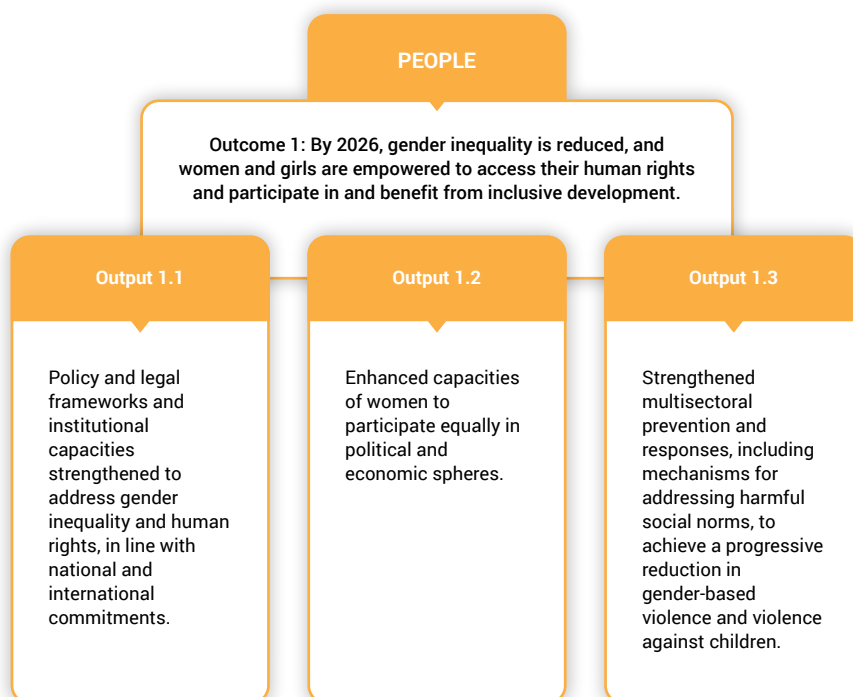 PEOPLE
Outcome 1: By 2026, gender inequality is reduced, and
women and girls are empowered to access their human rights
and participate in and benefit from inclusive development.
Output 1.1
Policy and legal
frameworks and
institutional
capacities
strengthened to
address gender
inequality and human
rights, in line with
national and
international
commitments.
Output 1.2
Enhanced capacities
of women to
participate equally in
political and
economic spheres.
Output 1.3
Strengthened
multisectoral
prevention and
responses, including
mechanisms for
addressing harmful
social norms, to
achieve a progressive
reduction in
gender-based
violence and violence
against children.